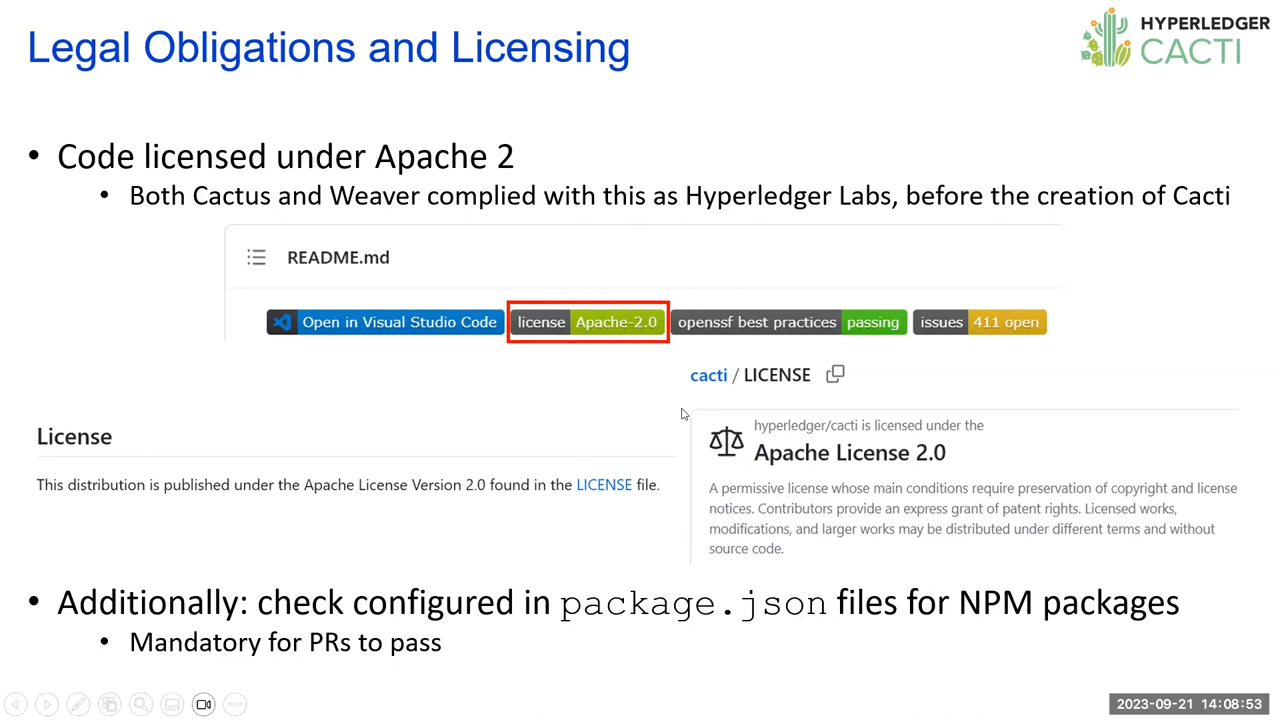 Legal Obligations and Licensing
HYPERLEDGER
CACTI
• Code licensed under Apache 2
• Both Cactus and Weaver complied with this as Hyperledger Labs, before the creation of Cacti
README.md
Open in Visual Studio Code license Apache-2.0 openssf best practices passing issues 411 open
cacti / LICENSE
License
This distribution is published under the Apache License Version 2.0 found in the LICENSE file.
hyperledger/cacti is licensed under the
Apache License 2.0
A permissive license whose main conditions require preservation of copyright and license
notices. Contributors provide an express grant of patent rights. Licensed works,
modifications, and larger works may be distributed under different terms and without
source code.
• Additionally: check configured in package.json files for NPM packages
• Mandatory for PRs to pass
2023-09-21 14:08:53